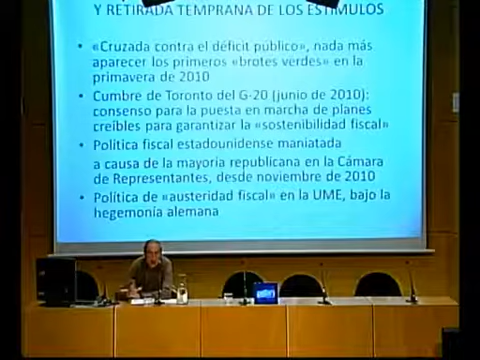 Y RETIRADA TEMPRANA DE LOS ESTÍMULOS
• «Cruzada contra el déficit público», nada más
aparecer los primeros «brotes verdes» en la
primavera de 2010
• Cumbre de Toronto del G-20 (junio de 2010):
consenso para la puesta en marcha de planes
creíbles para garantizar la «sostenibilidad fiscal»
• Política fiscal estadounidense maniatada
a causa de la mayoría republicana en la Cámara
de Representantes, desde noviembre de 2010
• Política de «austeridad fiscal» en la UME, bajo la
hegemonía alemana